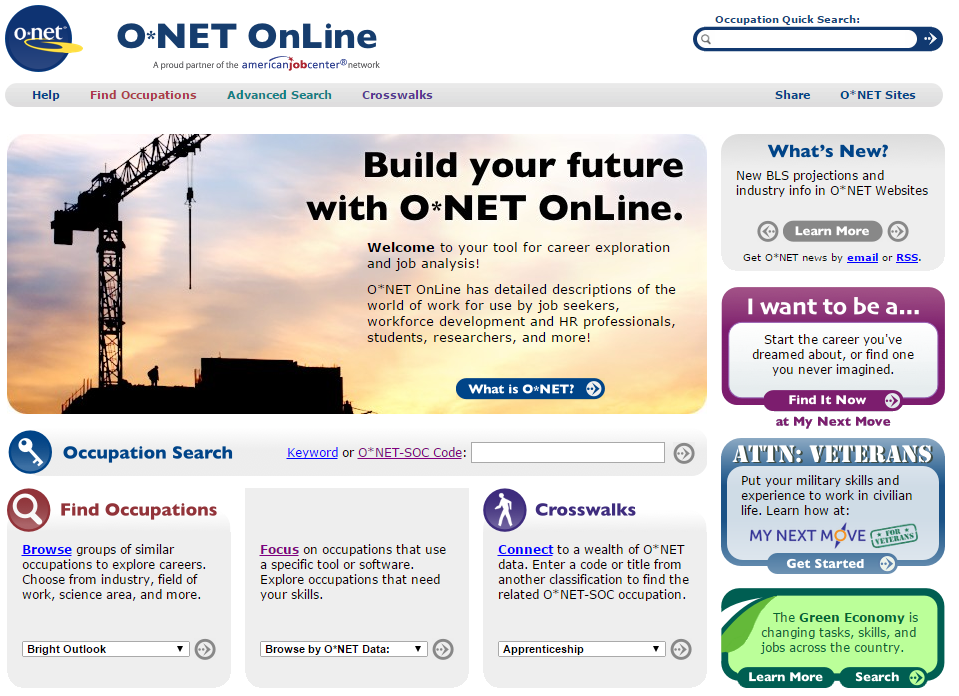 o·net
O*NET OnLine
A proud partner of the americanjobcenter® network
Occupation Quick Search:
Help Find Occupations Advanced Search Crosswalks Share O*NET Sites
Build your future
with O*NET OnLine.
Welcome to your tool for career exploration
and job analysis!
O*NET OnLine has detailed descriptions of the
world of work for use by job seekers,
workforce development and HR professionals,
students, researchers, and more!
What is O*NET?
What's New?
New BLS projections and
industry info in O*NET Websites
Learn More
Get O*NET news by email or RSS.
I want to be a...
Start the career you've
dreamed about, or find one
you never imagined.
Find It Now
at My Next Move
ATTN: VETERANS
Put your military skills and
experience to work in civilian
life. Learn how at:
MY NEXT MOVE FOR VETERANS
Get Started
The Green Economy is
changing tasks, skills, and
jobs across the country.
Learn More Search
Occupation Search Keyword or O*NET-SOC Code:
Find Occupations
Browse groups of similar
occupations to explore careers.
Choose from industry, field of
work, science area, and more.
Bright Outlook
Focus on occupations that use
a specific tool or software.
Explore occupations that need
your skills.
Browse by O*NET Data:
Crosswalks
Connect to a wealth of O*NET
data. Enter a code or title from
another classification to find the
related O*NET-SOC occupation.
Apprenticeship